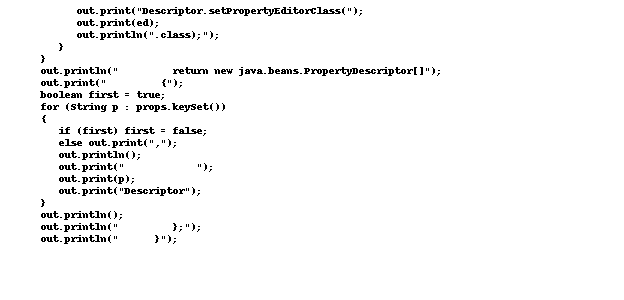 out.print("Descriptor.setPropertyEditorClass(");
out.print(ed);
out.println(".class);");
}
}
out.println("         return new java.beans.PropertyDescriptor[]");
out.print("         {");
boolean first = true;
for (String p : props.keySet())
{
if (first) first = false;
else out.print(",");
out.println();
out.print("            ");
out.print(p);
out.print("Descriptor");
}
out.println();
out.println("         };");
out.println("      }");